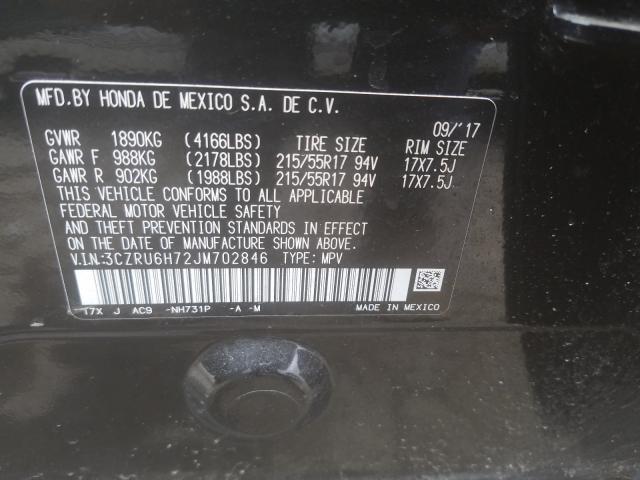 MFD.BY HONDA DE MEXICO S.A. DE C.V.
09/'17
GVWR 1890KG (4166LBS) TIRE SIZE RIM SIZE
GAWR F 988KG (2178LBS) 215/55R17 94V 17X7.5J
GAWR R 902KG (1988LBS) 215/55R17 94V 17X7.5J
THIS VEHICLE CONFORMS TO ALL APPLICABLE
FEDERAL MOTOR VEHICLE SAFETY
AND THEFT PREVENTION STANDARDS IN EFFECT
ON THE DATE OF MANUFACTURE SHOWN ABOVE.
V.I.N:3CZRU6H72JM702846 TYPE: MPV
17X J AC9 -NH731P -A -M MADE IN MEXICO